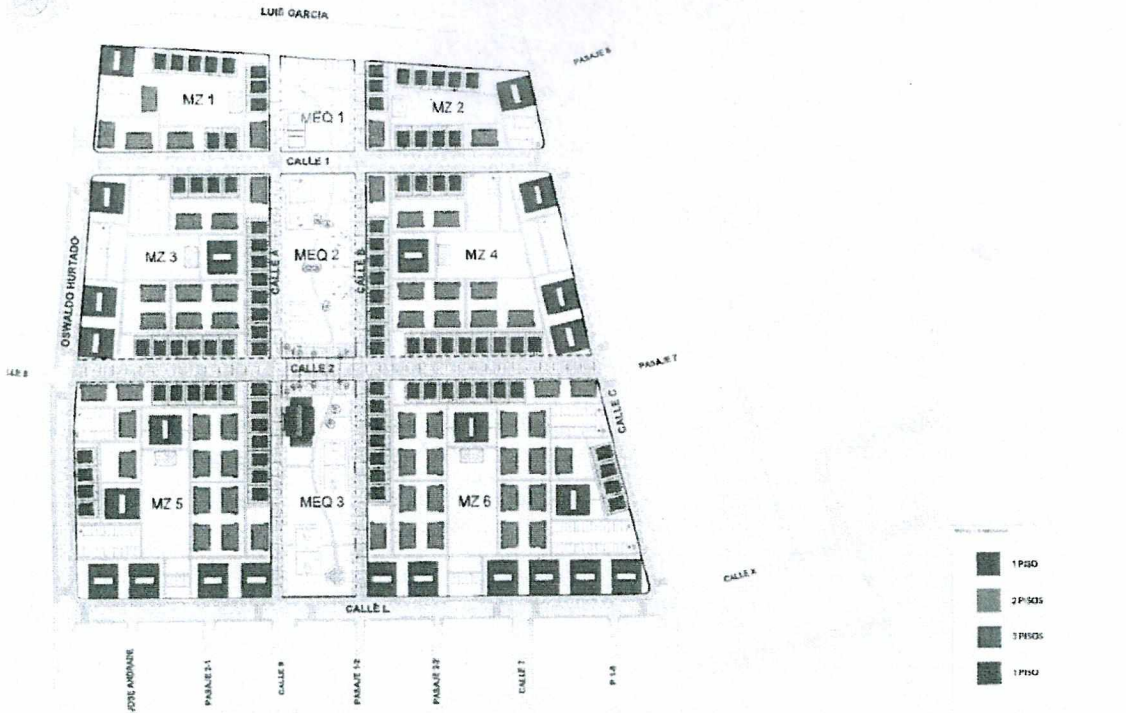 LUIS GARCIA
PASAJE 6
MZ 1
MEQ 1
MZ 2
CALLE 1
OSWALDO HURTADO
MZ 3
CALLE A
MEQ 2
CALLE B
MZ 4
CALLE 2
PASAJE 7
CALLE C
MZ 5
MEQ 3
MZ 6
CALLE X
CALLE L
JOSE ANDRADE
PASAJE 2-1
CALLE 9
PASAJE 1-2
PASAJE 2-2
CALLE 7
1 PISO
2 PISOS
3 PISOS
1 PISO